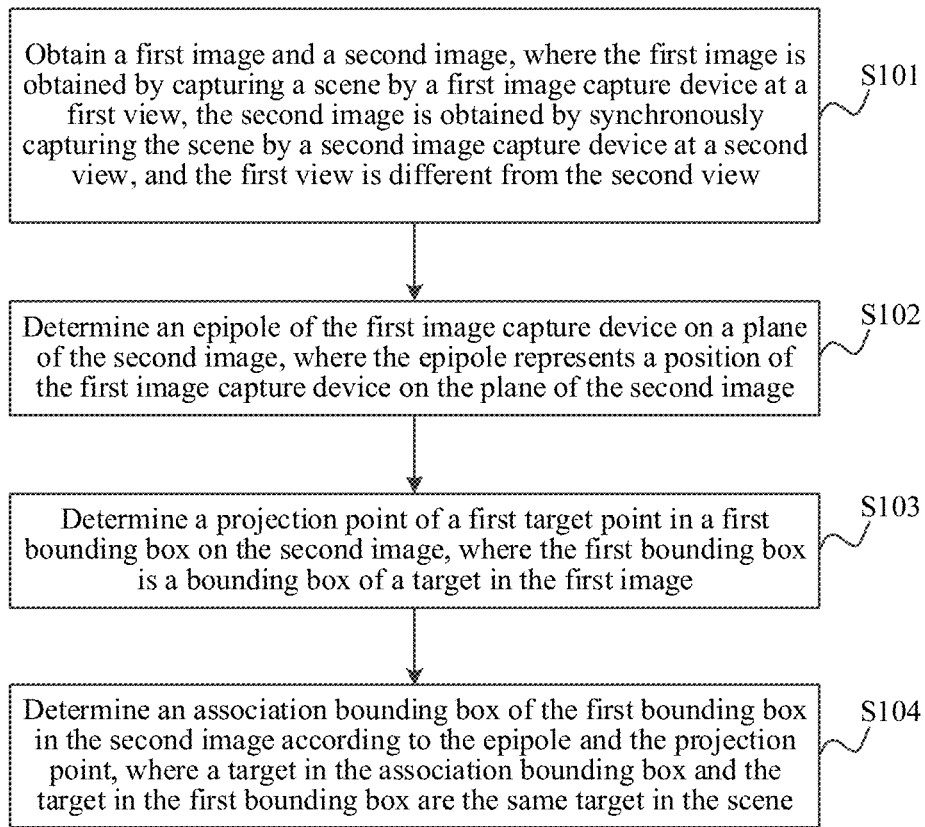 Obtain a first image and a second image, where the first image is
obtained by capturing a scene by a first image capture device at a
first view, the second image is obtained by synchronously
capturing the scene by a second image capture device at a second
view, and the first view is different from the second view
S101
Determine an epipole of the first image capture device on a plane
of the second image, where the epipole represents a position of
the first image capture device on the plane of the second image
S102
Determine a projection point of a first target point in a first
bounding box on the second image, where the first bounding box
is a bounding box of a target in the first image
S103
Determine an association bounding box of the first bounding box
in the second image according to the epipole and the projection
point, where a target in the association bounding box and the
target in the first bounding box are the same target in the scene
S104